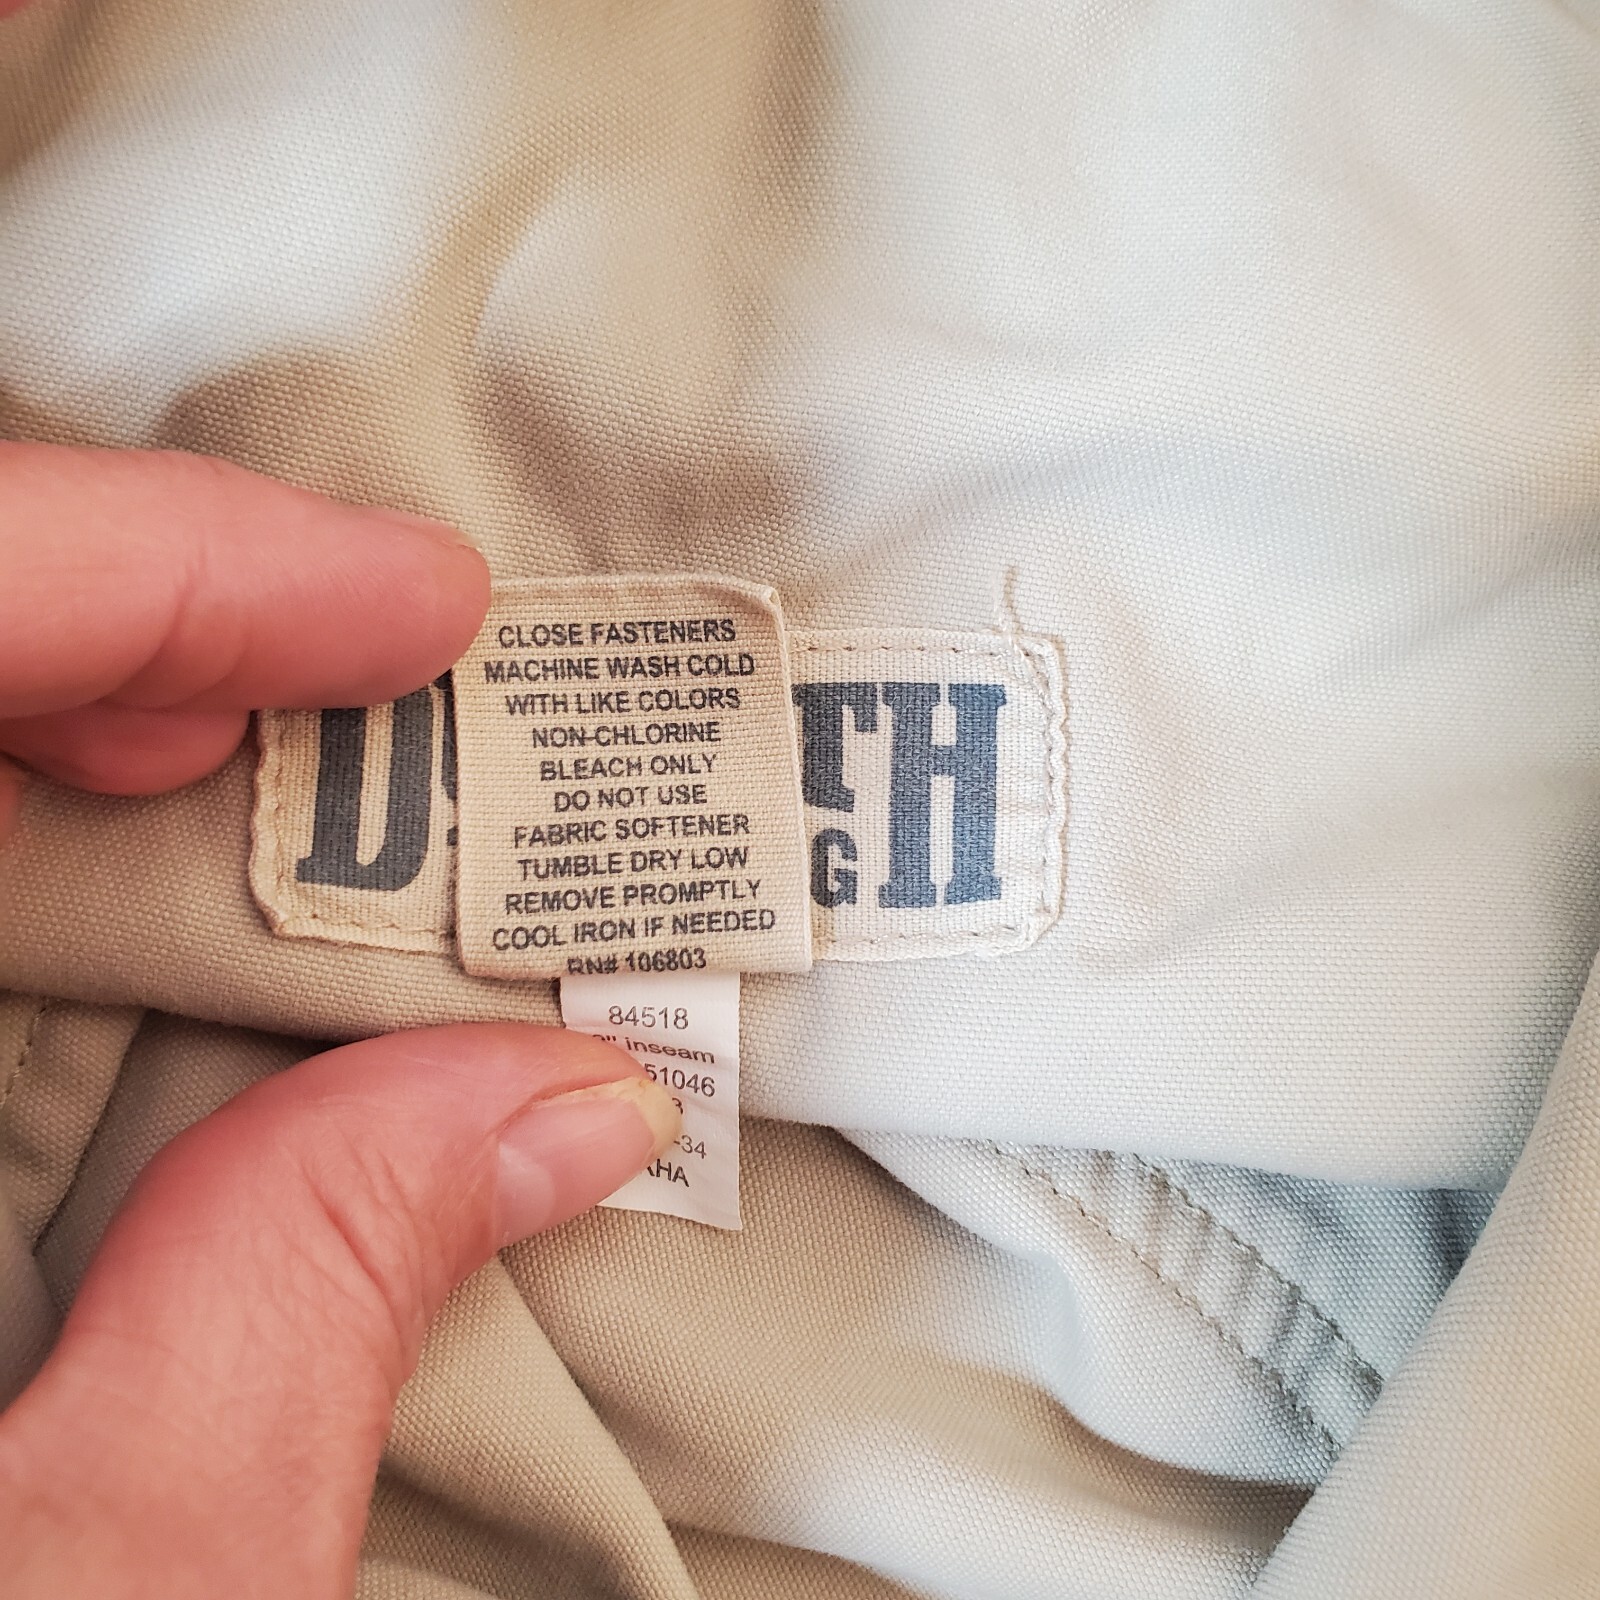 CLOSE FASTENERS
MACHINE WASH COLD
WITH LIKE COLORS
NON-CHLORINE
BLEACH ONLY
DO NOT USE
FABRIC SOFTENER
TUMBLE DRY LOW
REMOVE PROMPTLY
COOL IRON IF NEEDED
RN# 106803
84518
inseam
51046
-34